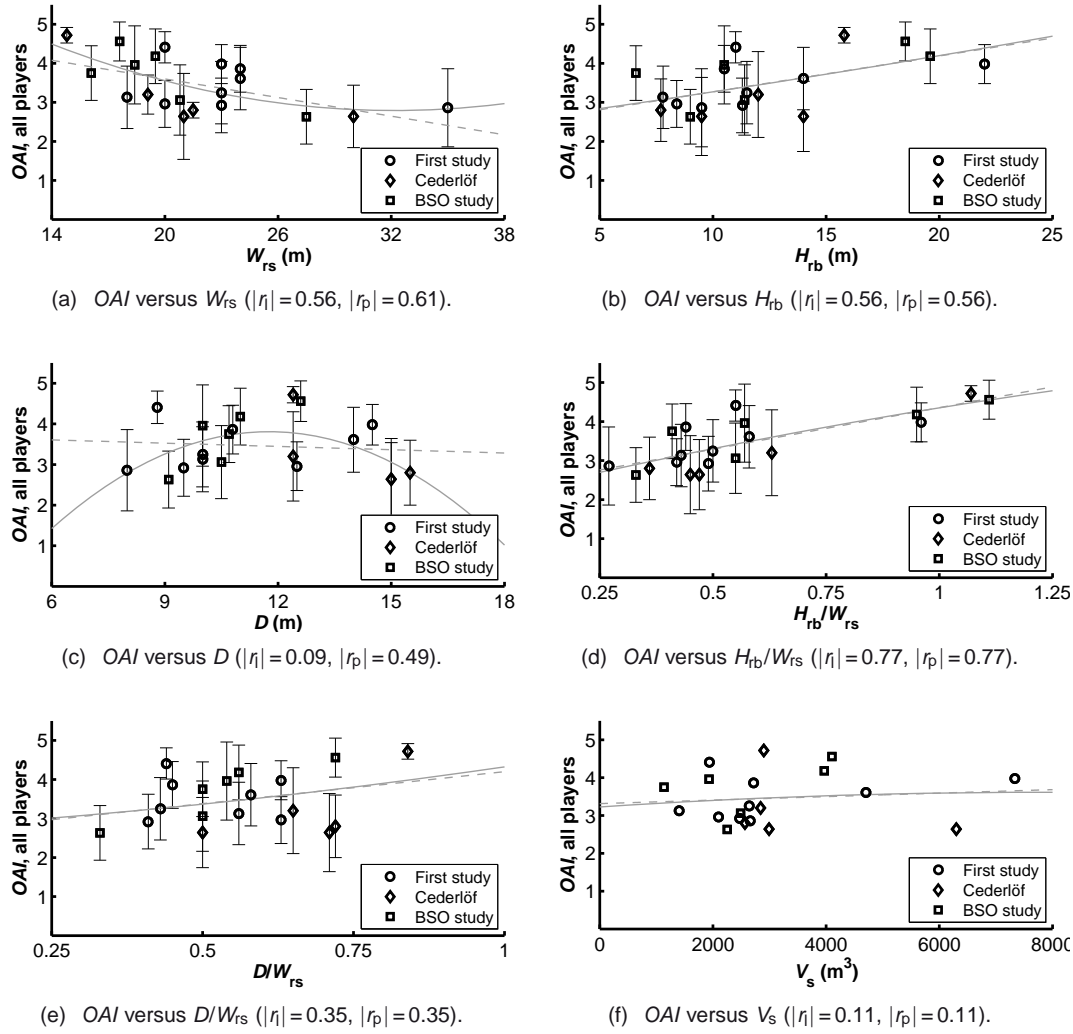 OAI, all players
5
4
3
2
1
14 20 26 32 38
W_rs (m)
First study
Cederlöf
BSO study
(a) OAI versus W_rs (|r_l| = 0.56, |r_p| = 0.61).
OAI, all players
5
4
3
2
1
5 10 15 20 25
H_rb (m)
First study
Cederlöf
BSO study
(b) OAI versus H_rb (|r_l| = 0.56, |r_p| = 0.56).
OAI, all players
5
4
3
2
1
6 9 12 15 18
D (m)
First study
Cederlöf
BSO study
(c) OAI versus D (|r_l| = 0.09, |r_p| = 0.49).
OAI, all players
5
4
3
2
1
0.25 0.5 0.75 1 1.25
H_rb/W_rs
First study
Cederlöf
BSO study
(d) OAI versus H_rb/W_rs (|r_l| = 0.77, |r_p| = 0.77).
OAI, all players
5
4
3
2
1
0.25 0.5 0.75 1
D/W_rs
First study
Cederlöf
BSO study
(e) OAI versus D/W_rs (|r_l| = 0.35, |r_p| = 0.35).
OAI, all players
5
4
3
2
1
0 2000 4000 6000 8000
V_s (m³)
First study
Cederlöf
BSO study
(f) OAI versus V_s (|r_l| = 0.11, |r_p| = 0.11).